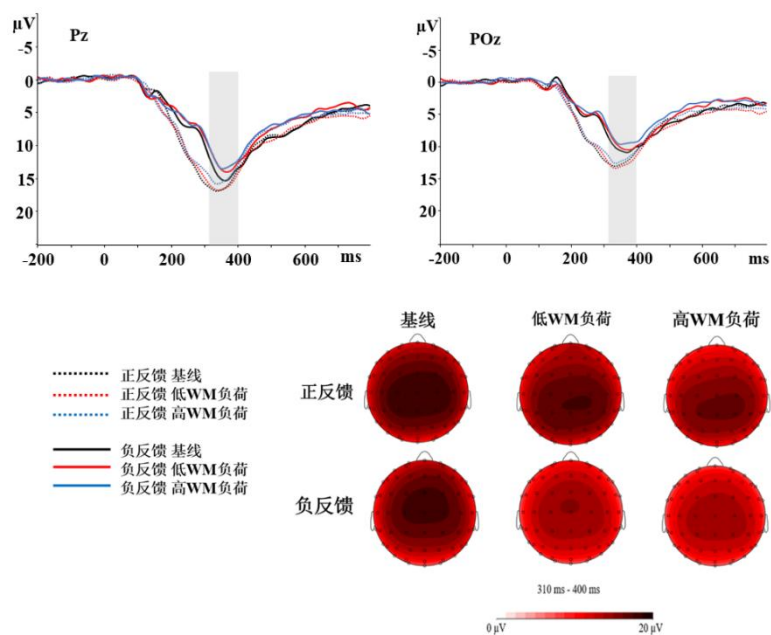 µV
Pz
-5
0
5
10
15
20
-200 0 200 400 600 ms
µV
POz
-5
0
5
10
15
20
-200 0 200 400 600 ms
基线 低WM负荷 高WM负荷
正反馈
负反馈
正反馈 基线
正反馈 低WM负荷
正反馈 高WM负荷
负反馈 基线
负反馈 低WM负荷
负反馈 高WM负荷
310 ms - 400 ms
0 µV 20 µV